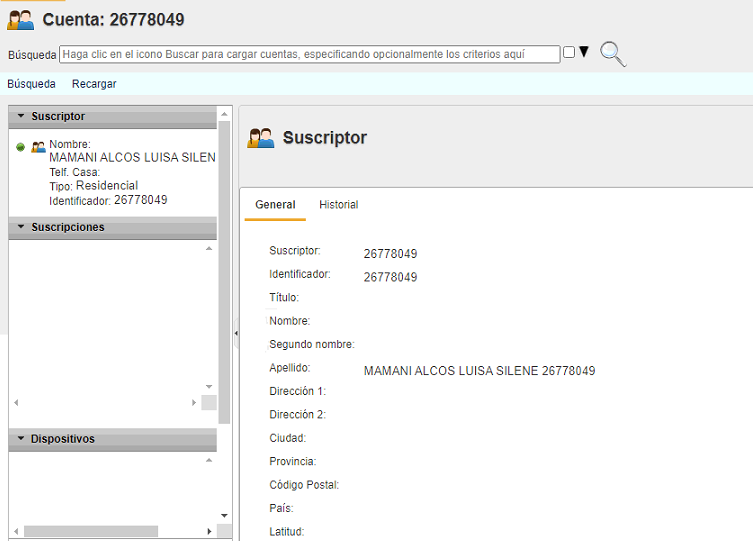 Cuenta: 26778049
Búsqueda Haga clic en el icono Buscar para cargar cuentas, especificando opcionalmente los criterios aquí
Búsqueda Recargar
Suscriptor
Nombre:
MAMANI ALCOS LUISA SILEN
Telf. Casa:
Tipo: Residencial
Identificador: 26778049
Suscripciones
Dispositivos
Suscriptor
General Historial
Suscriptor: 26778049
Identificador: 26778049
Título:
Nombre:
Segundo nombre:
Apellido: MAMANI ALCOS LUISA SILENE 26778049
Dirección 1:
Dirección 2:
Ciudad:
Provincia:
Código Postal:
País:
Latitud: